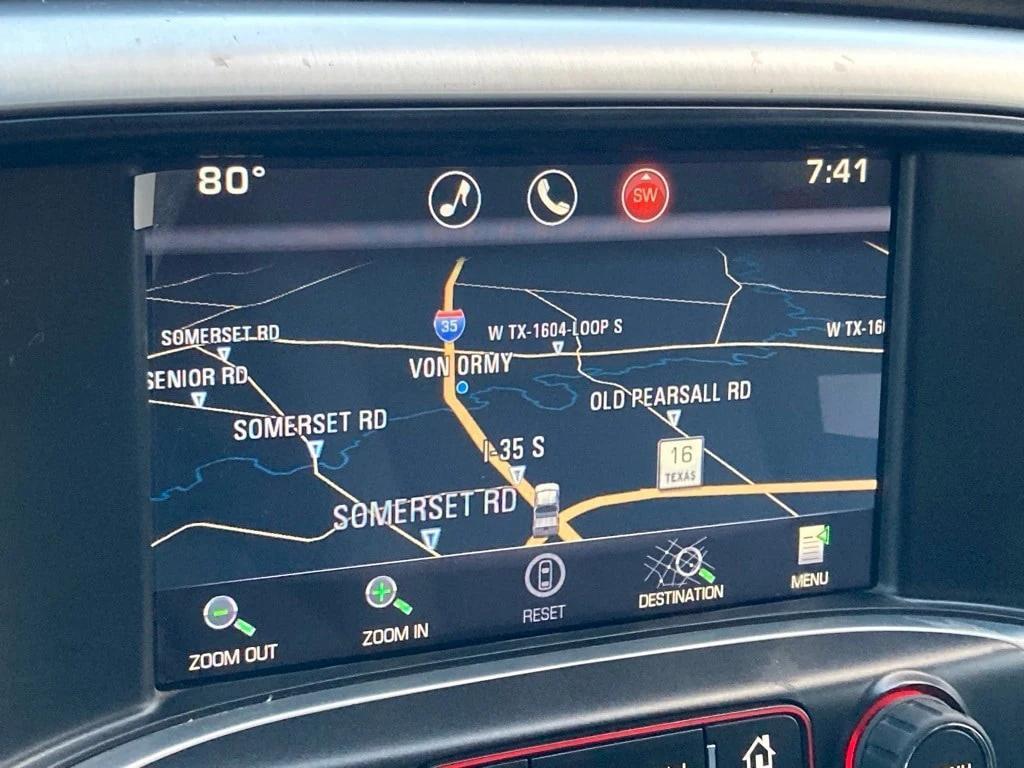 80°
SW
7:41
35
SOMERSET RD
W TX-1604-LOOP S
W TX-160
VON ORMY
SENIOR RD
OLD PEARSALL RD
SOMERSET RD
I-35 S
16
TEXAS
SOMERSET RD
ZOOM OUT
ZOOM IN
RESET
DESTINATION
MENU